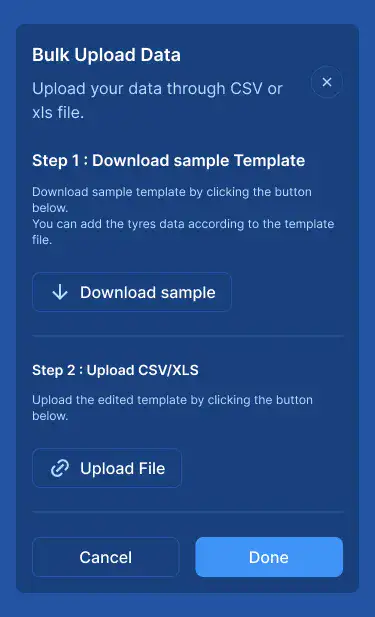 Bulk Upload Data
Upload your data through CSV or
xls file.
Step 1 : Download sample Template
Download sample template by clicking the button
below.
You can add the tyres data according to the template
file.
Download sample
Step 2 : Upload CSV/XLS
Upload the edited template by clicking the button
below.
Upload File
Cancel
Done